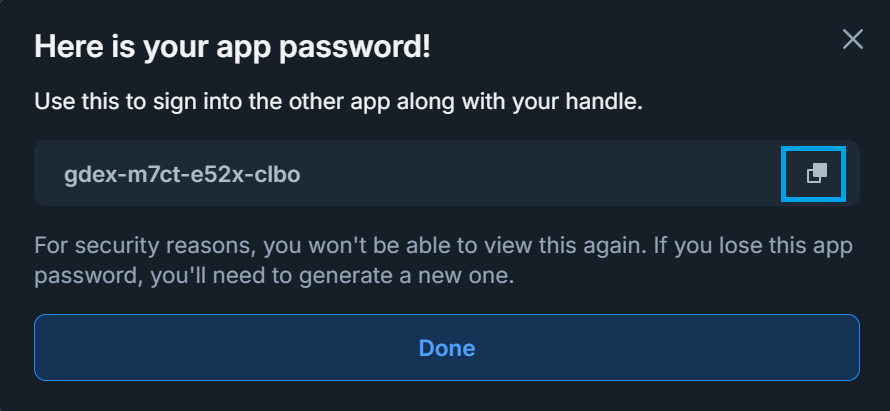 Here is your app password!
Use this to sign into the other app along with your handle.
gdex-m7ct-e52x-clbo
For security reasons, you won't be able to view this again. If you lose this app
password, you'll need to generate a new one.
Done